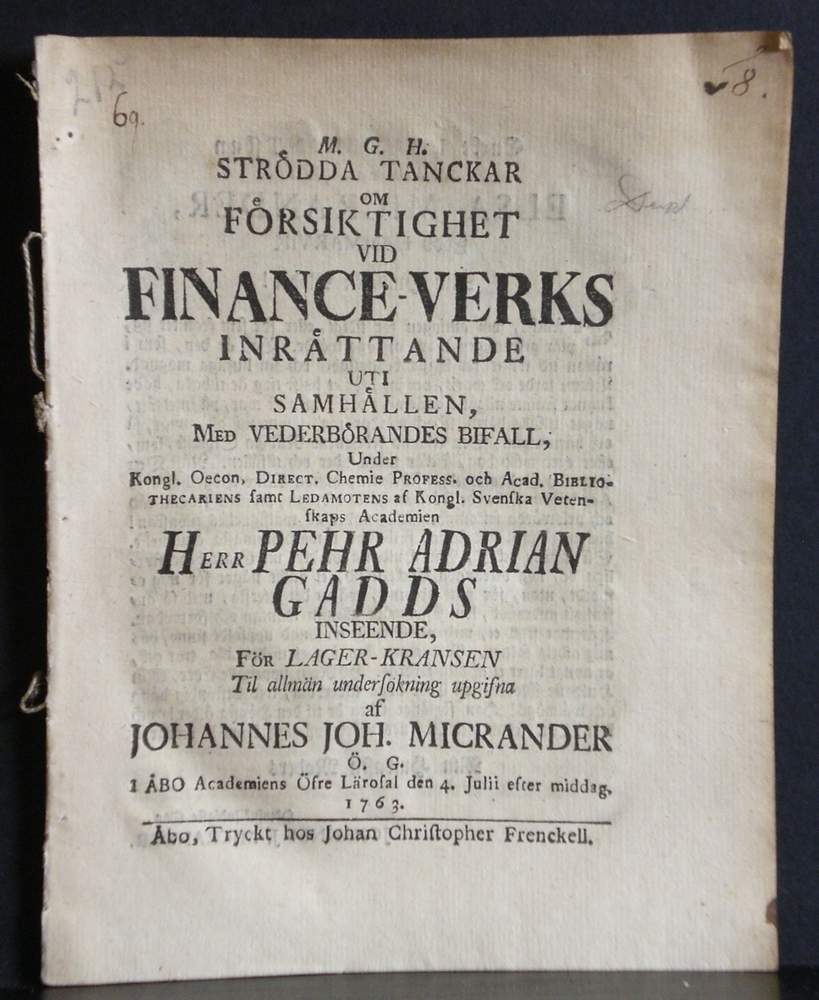 69.
8.
M. G. H.
STRÖDDA TANCKAR
OM
FÖRSIKTIGHET
VID
FINANCE-VERKS
INRÄTTANDE
UTI
SAMHÄLLEN,
MED VEDERBÖRANDES BIFALL,
Under
Kongl. Oecon, DIRECT. Chemie PROFESS. och Acad. BIBLIO-
THECARIENS ſamt LEDAMOTENS af Kongl. Svenſka Veten-
ſkaps Academien
HERR PEHR ADRIAN
GADDS
INSEENDE,
FÖR LAGER-KRANSEN
Til allmän underſökning upgifna
af
JOHANNES JOH. MICRANDER
Ö. G.
I ÅBO Academiens Öfre Läroſal den 4. Julii efter middag,
1763.
Åbo, Tryckt hos Johan Chriſtopher Frenckell.